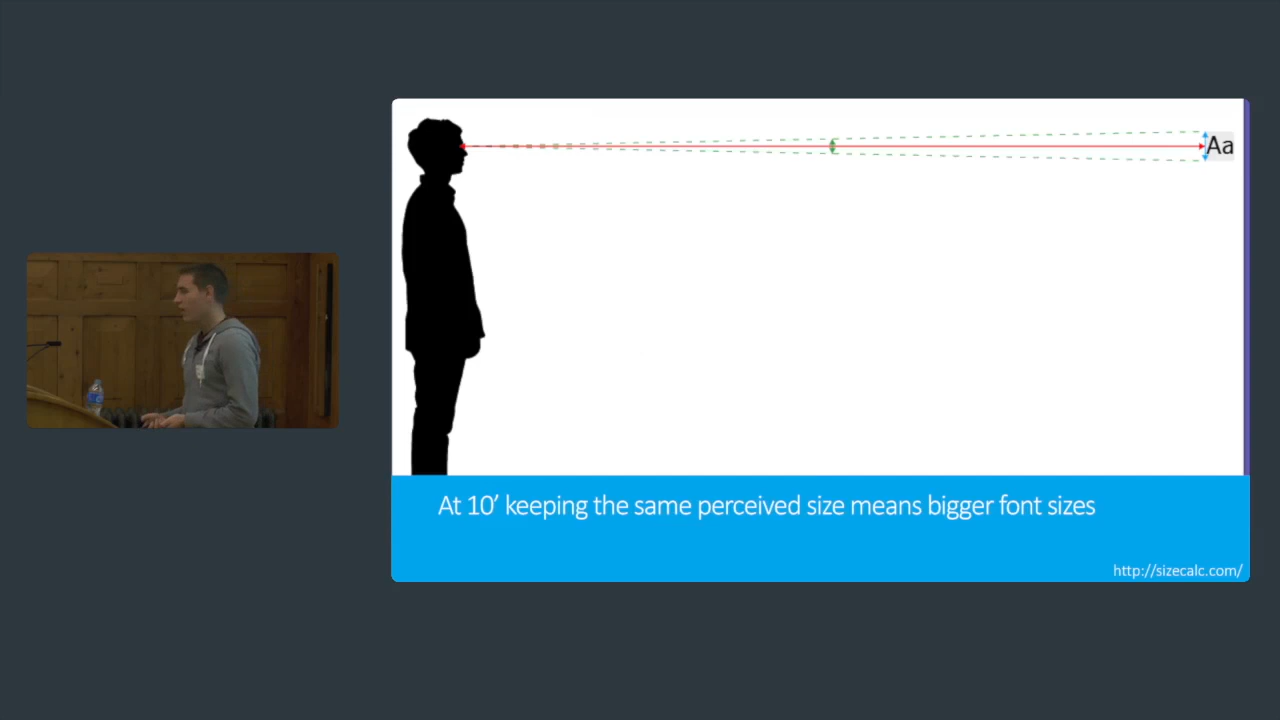 Aa
At 10’ keeping the same perceived size means bigger font sizes
http://sizecalc.com/